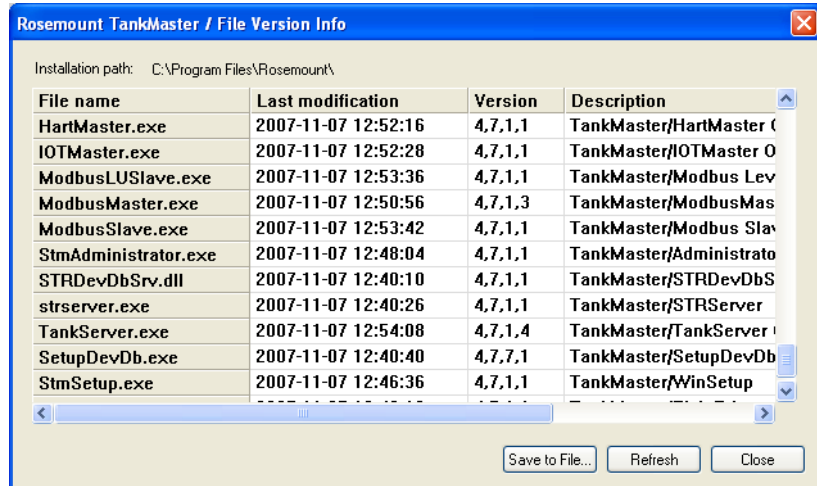 Rosemount TankMaster / File Version Info
Installation path: C:\Program Files\Rosemount\
File name Last modification Version Description
HartMaster.exe 2007-11-07 12:52:16 4,7,1,1 TankMaster/HartMaster
IOTMaster.exe 2007-11-07 12:52:28 4,7,1,1 TankMaster/IOTMaster O
ModbusLUSlave.exe 2007-11-07 12:53:36 4,7,1,1 TankMaster/Modbus Lev
ModbusMaster.exe 2007-11-07 12:50:56 4,7,1,3 TankMaster/ModbusMas
ModbusSlave.exe 2007-11-07 12:53:42 4,7,1,1 TankMaster/Modbus Slav
StmAdministrator.exe 2007-11-07 12:48:04 4,7,1,1 TankMaster/Administrato
STRDevDbSrv.dll 2007-11-07 12:40:10 4,7,1,1 TankMaster/STRDevDbS
strserver.exe 2007-11-07 12:40:26 4,7,1,1 TankMaster/STRServer
TankServer.exe 2007-11-07 12:54:08 4,7,1,4 TankMaster/TankServer
SetupDevDb.exe 2007-11-07 12:40:40 4,7,7,1 TankMaster/SetupDevDb
StmSetup.exe 2007-11-07 12:46:36 4,7,1,1 TankMaster/WinSetup
Save to File... Refresh Close